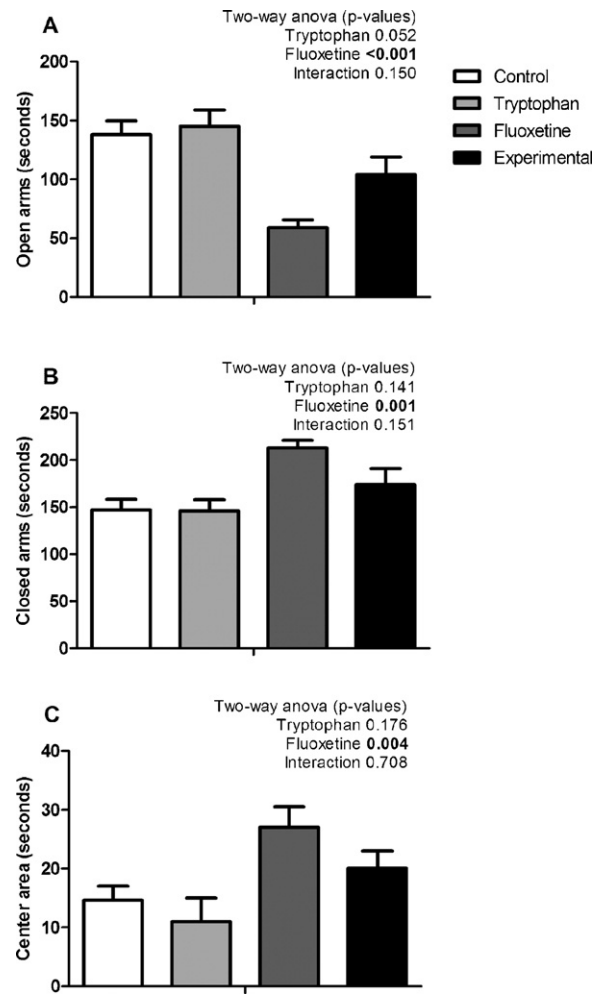 A
Two-way anova (p-values)
Tryptophan 0.052
Fluxetine <0.001
Interaction 0.150
Open arms (seconds)
200
150
100
50
0
Control
Tryptophan
Fluoxetine
Experimental
B
Two-way anova (p-values)
Tryptophan 0.141
Fluoxetine 0.001
Interaction 0.151
Closed arms (seconds)
250
200
150
100
50
0
C
Two-way anova (p-values)
Tryptophan 0.176
Fluoxetine 0.004
Interaction 0.708
Center area (seconds)
40
30
20
10
0